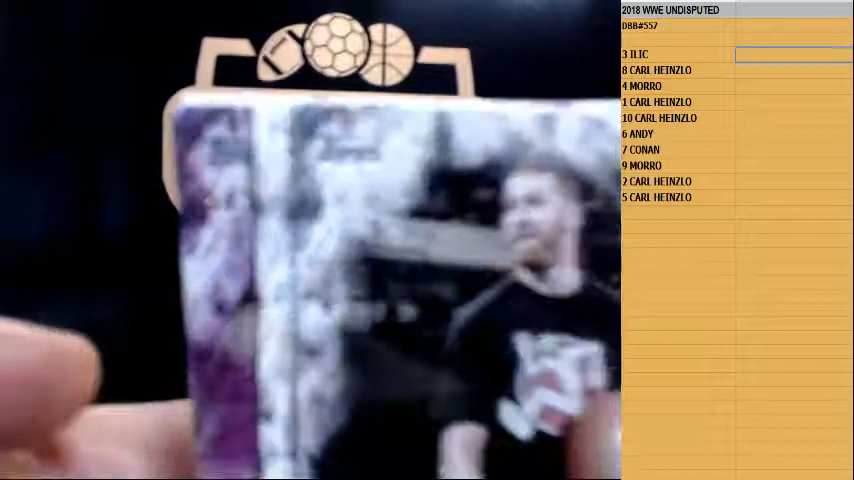 2018 WWE UNDISPUTED
DBB#557
3 ILIC
8 CARL HEINZLO
4 MORRO
1 CARL HEINZLO
10 CARL HEINZLO
6 ANDY
7 CONAN
9 MORRO
2 CARL HEINZLO
5 CARL HEINZLO